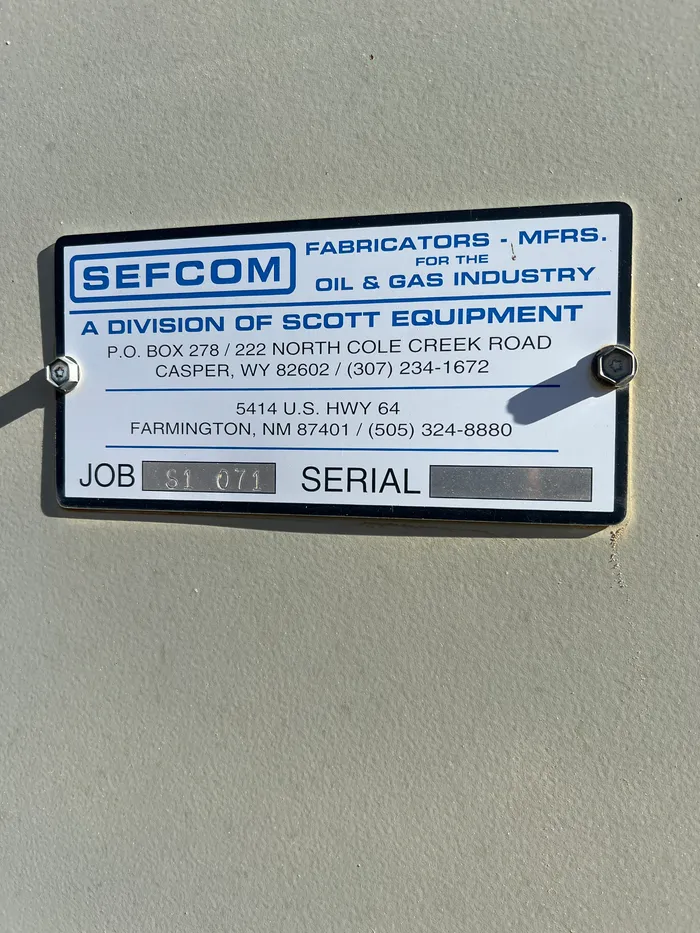 SEFCOM
FABRICATORS - MFRS.
FOR THE
OIL & GAS INDUSTRY
A DIVISION OF SCOTT EQUIPMENT
P.O. BOX 278 / 222 NORTH COLE CREEK ROAD
CASPER, WY 82602 / (307) 234-1672
5414 U.S. HWY 64
FARMINGTON, NM 87401 / (505) 324-8880
JOB S1 071 SERIAL